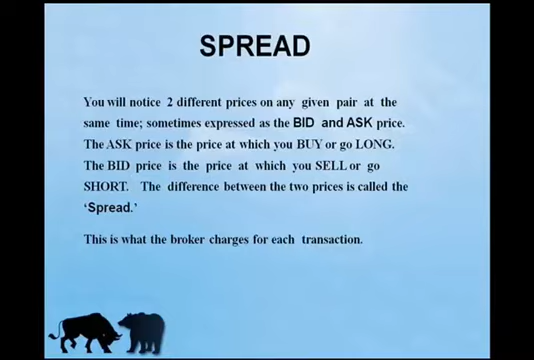 SPREAD
You will notice 2 different prices on any given pair at the
same time; sometimes expressed as the BID and ASK price.
The ASK price is the price at which you BUY or go LONG.
The BID price is the price at which you SELL or go
SHORT. The difference between the two prices is called the
‘Spread.’
This is what the broker charges for each transaction.